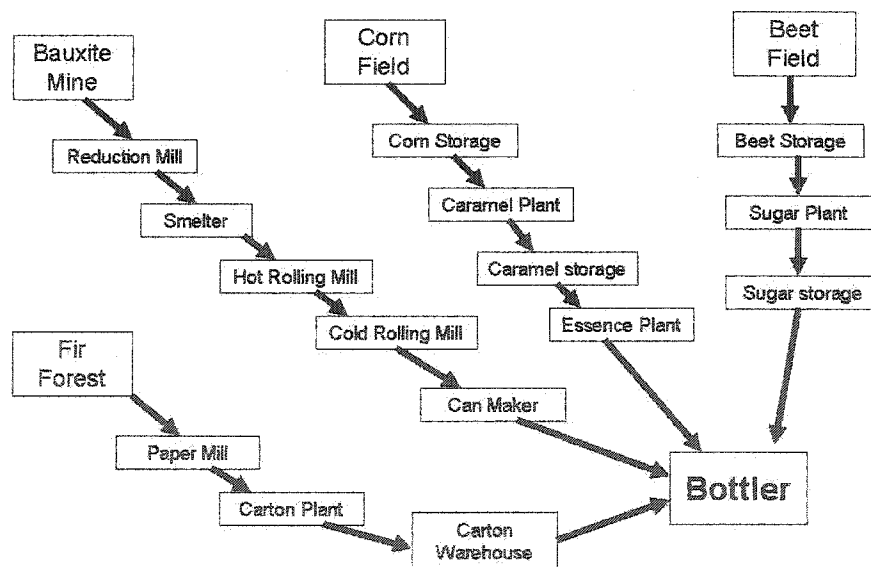 Bauxite
Mine
Corn
Field
Beet
Field
Reduction Mill
Corn Storage
Beet Storage
Smelter
Caramel Plant
Sugar Plant
Hot Rolling Mill
Caramel storage
Sugar storage
Cold Rolling Mill
Essence Plant
Fir
Forest
Can Maker
Paper Mill
Bottler
Carton Plant
Carton
Warehouse